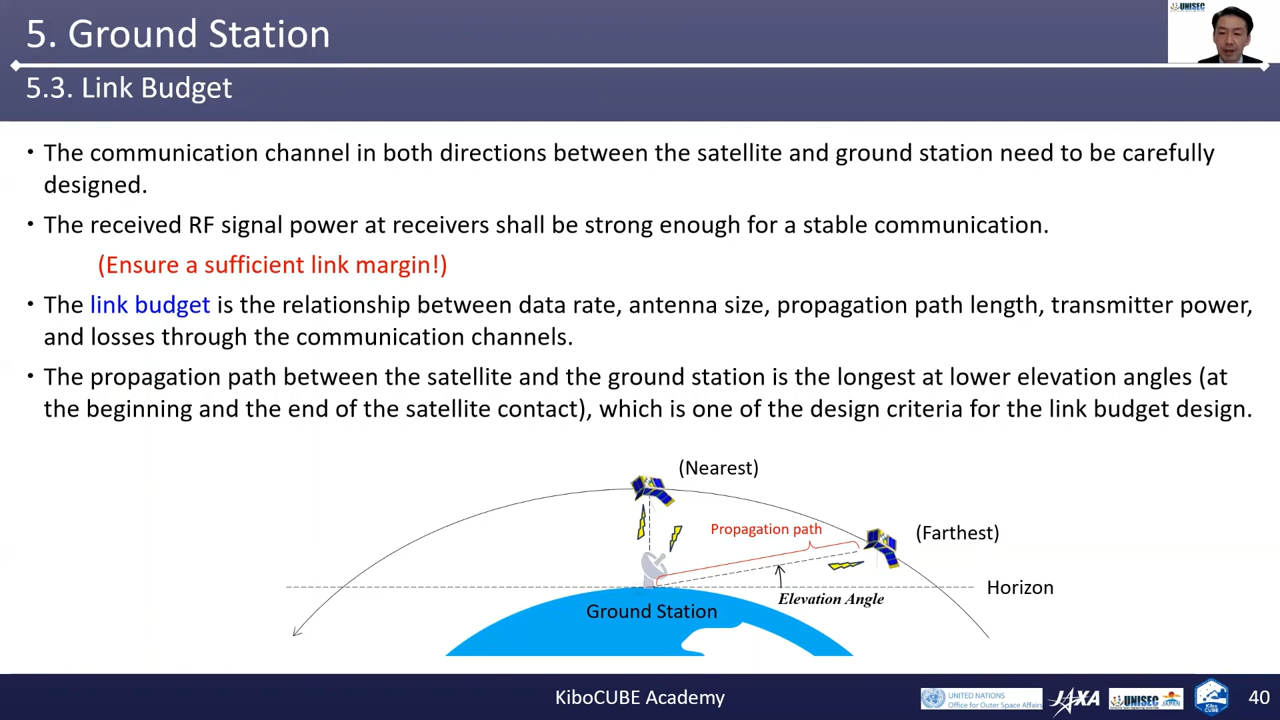 5. Ground Station
UNISEC
5.3. Link Budget
• The communication channel in both directions between the satellite and ground station need to be carefully
designed.
• The received RF signal power at receivers shall be strong enough for a stable communication.
(Ensure a sufficient link margin!)
• The link budget is the relationship between data rate, antenna size, propagation path length, transmitter power,
and losses through the communication channels.
• The propagation path between the satellite and the ground station is the longest at lower elevation angles (at
the beginning and the end of the satellite contact), which is one of the design criteria for the link budget design.
(Nearest)
Propagation path
(Farthest)
Horizon
Elevation Angle
Ground Station
KiboCUBE Academy
UNITED NATIONS
Office for Outer Space Affairs
JAXA
UNISEC
JAPAN
Kibo
CUBE
40